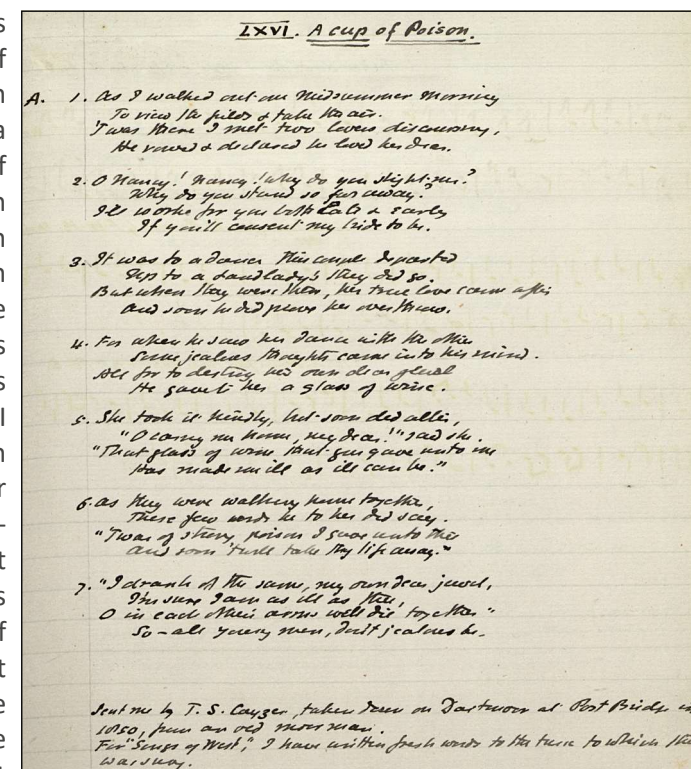 LXVI. A cup of Poison.
A. 1. As I walked out one Midsummer Morning
To view the fields & take the air.
'Twas there I met two lovers discoursing,
He vowed & declared he loved her dear.
2. O Nancy! Nancy! why do you slight me?
Why do you stand so far away?
I'll worke for you both Late & early
If you'll consent my bride to be.
3. It was to a dance this couple departed
Ups to a Landlady's they did go.
But when they were there, her true love came after
and soon he did prove her overthrow.
4. For when he saw her dance with the other
Some jealous thoughts came into his mind.
All for to destroy his own dear
He gave her a glass of wine.
5. She took it kindly, but soon did alter,
"O carry me home, my dear!" said she.
"That glass of wine that you gave unto me
Has made me ill as ill can be."
6. As they were walking home together,
These few words he to her did say.
"Twas of strong poison I gave unto thee
And soon 'twill take thy life away."
7. "I drank of the same, my own dear jewel,
I'm sure I am as ill as thee,
O in each others arms we'll die together"
So - all young men, don't jealous be.
Sent me by T. S. Cayzer, taken down on Dartmoor at Post Bridge in
1850, from an old moor man.
For "Songs of West," I have written fresh words to the tune to which this
was sung.
s
f
n
a
f
n
n
n
e
s
s
l
n
r
-
t
s
f
t
e
e